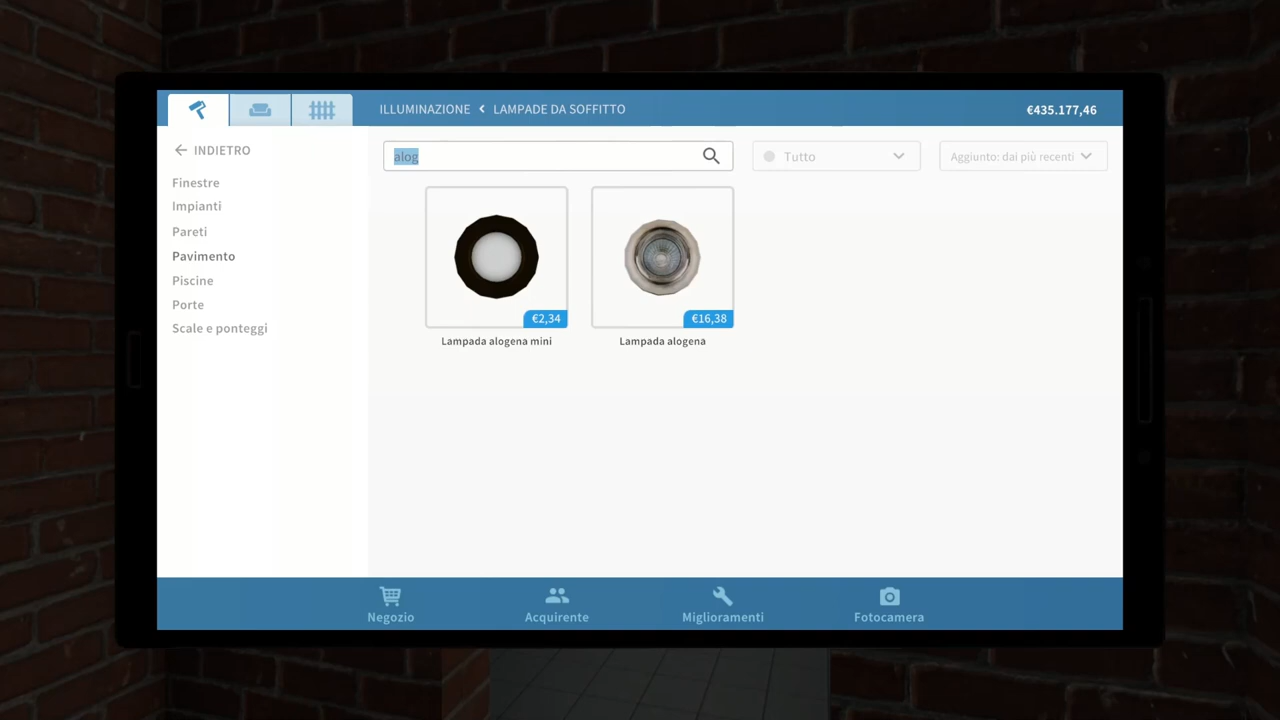 ILLUMINAZIONE < LAMPADE DA SOFFITTO
€435.177,46
INDIETRO
Finestre
Impianti
Pareti
Pavimento
Piscine
Porte
Scale e ponteggi
alog
Tutto
Aggiunto: dai più recenti
€2,34
€16,38
Lampada alogena mini
Lampada alogena
Negozio
Acquirente
Miglioramenti
Fotocamera